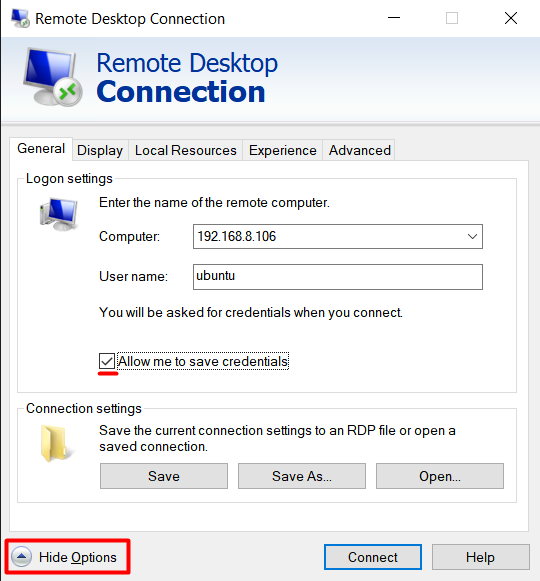 Remote Desktop Connection
Remote Desktop
Connection
General
Display
Local Resources
Experience
Advanced
Logon settings
Enter the name of the remote computer.
Computer:
192.168.8.106
User name:
ubuntu
You will be asked for credentials when you connect.
Allow me to save credentials
Connection settings
Save the current connection settings to an RDP file or open a
saved connection.
Save
Save As...
Open...
Hide Options
Connect
Help